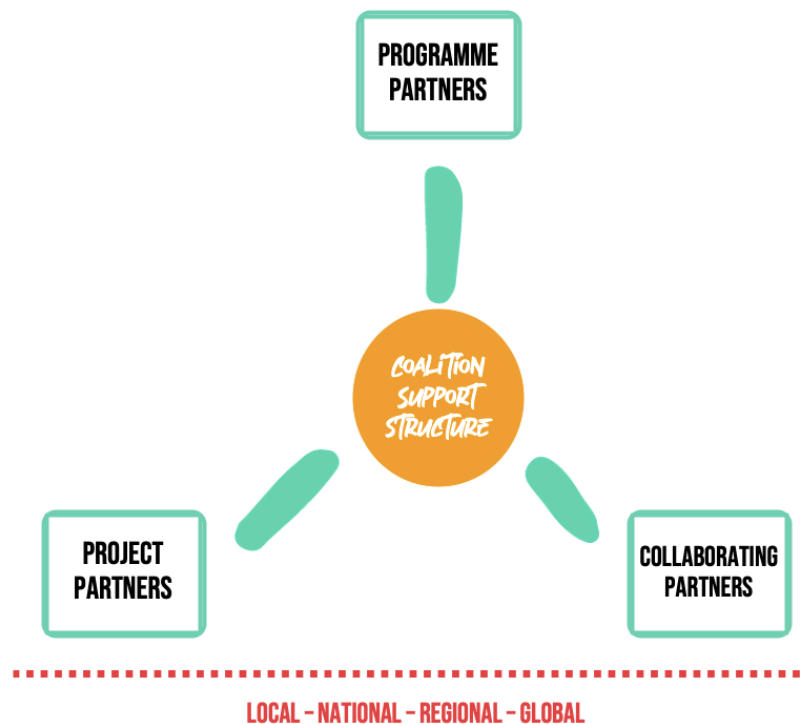 PROGRAMME
PARTNERS
COALITION
SUPPORT
STRUCTURE
PROJECT
PARTNERS
COLLABORATING
PARTNERS
LOCAL – NATIONAL – REGIONAL – GLOBAL